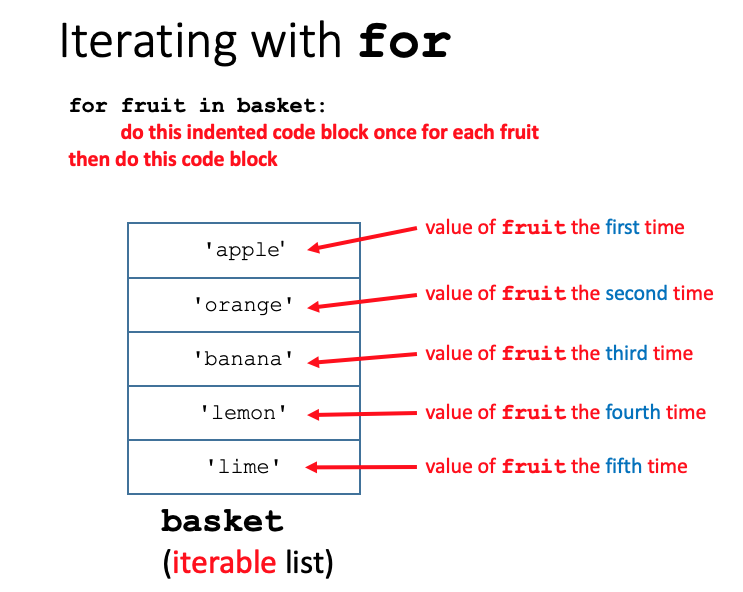 Iterating with for
for fruit in basket:
do this indented code block once for each fruit
then do this code block
'apple'
value of fruit the first time
'orange'
value of fruit the second time
'banana'
value of fruit the third time
'lemon'
value of fruit the fourth time
'lime'
value of fruit the fifth time
basket
(iterable list)